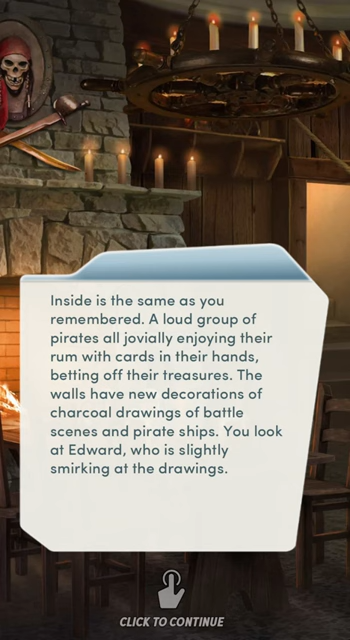 Inside is the same as you
remembered. A loud group of
pirates all jovially enjoying their
rum with cards in their hands,
betting off their treasures. The
walls have new decorations of
charcoal drawings of battle
scenes and pirate ships. You look
at Edward, who is slightly
smirking at the drawings.
CLICK TO CONTINUE